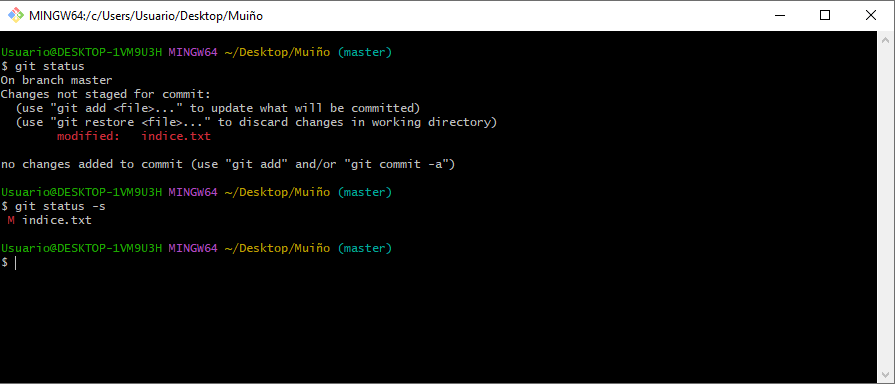 MINGW64:/c/Users/Usuario/Desktop/Muiño
Usuario@DESKTOP-1VM9U3H MINGW64 ~/Desktop/Muiño (master)
$ git status
On branch master
Changes not staged for commit:
  (use "git add <file>..." to update what will be committed)
  (use "git restore <file>..." to discard changes in working directory)
        modified:   indice.txt
no changes added to commit (use "git add" and/or "git commit -a")
Usuario@DESKTOP-1VM9U3H MINGW64 ~/Desktop/Muiño (master)
$ git status -s
 M indice.txt
Usuario@DESKTOP-1VM9U3H MINGW64 ~/Desktop/Muiño (master)
$